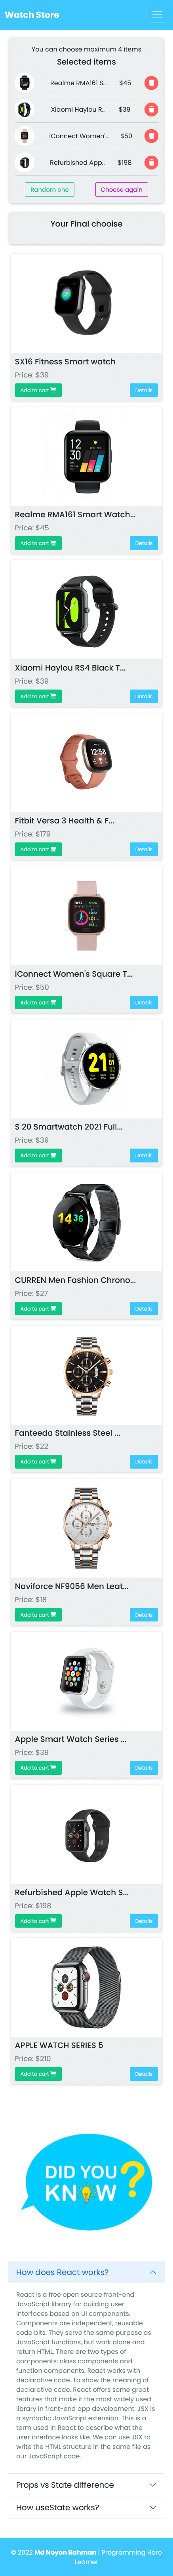 Watch Store
You can choose maximum 4 items
Selected items
Realme RMA161 S.. $45
Xiaomi Haylou R.. $39
iConnect Women'.. $50
Refurbished App.. $198
Random one Choose again
Your Final chooise
SX16 Fitness Smart watch
Price: $39
Add to cart Details
Realme RMA161 Smart Watch...
Price: $45
Add to cart Details
Xiaomi Haylou RS4 Black T...
Price: $39
Add to cart Details
Fitbit Versa 3 Health & F...
Price: $179
Add to cart Details
iConnect Women's Square T...
Price: $50
Add to cart Details
S 20 Smartwatch 2021 Full...
Price: $39
Add to cart Details
CURREN Men Fashion Chrono...
Price: $27
Add to cart Details
Fanteeda Stainless Steel ...
Price: $22
Add to cart Details
Naviforce NF9056 Men Leat...
Price: $18
Add to cart Details
Apple Smart Watch Series ...
Price: $39
Add to cart Details
Refurbished Apple Watch S...
Price: $198
Add to cart Details
APPLE WATCH SERIES 5
Price: $210
Add to cart Details
DID YOU
KNOW?
How does React works?
React is a free open source front-end
JavaScript library for building user
interfaces based on UI components.
Components are independent, reusable
code bits. They serve the same purpose as
JavaScript functions, but work alone and
return HTML. There are two types of
components: class components and
function components. React works with
declarative code. To show the meaning of
declarative code. React offers some great
features that make it the most widely used
library in front-end app development. JSX is
a syntactic JavaScript extension. This is a
term used in React to describe what the
user interface looks like. We can use JSX to
write the HTML structure in the same file as
our JavaScript code.
Props vs State difference
How useState works?
© 2022 Md Noyon Rahman | Programming Hero
Learner